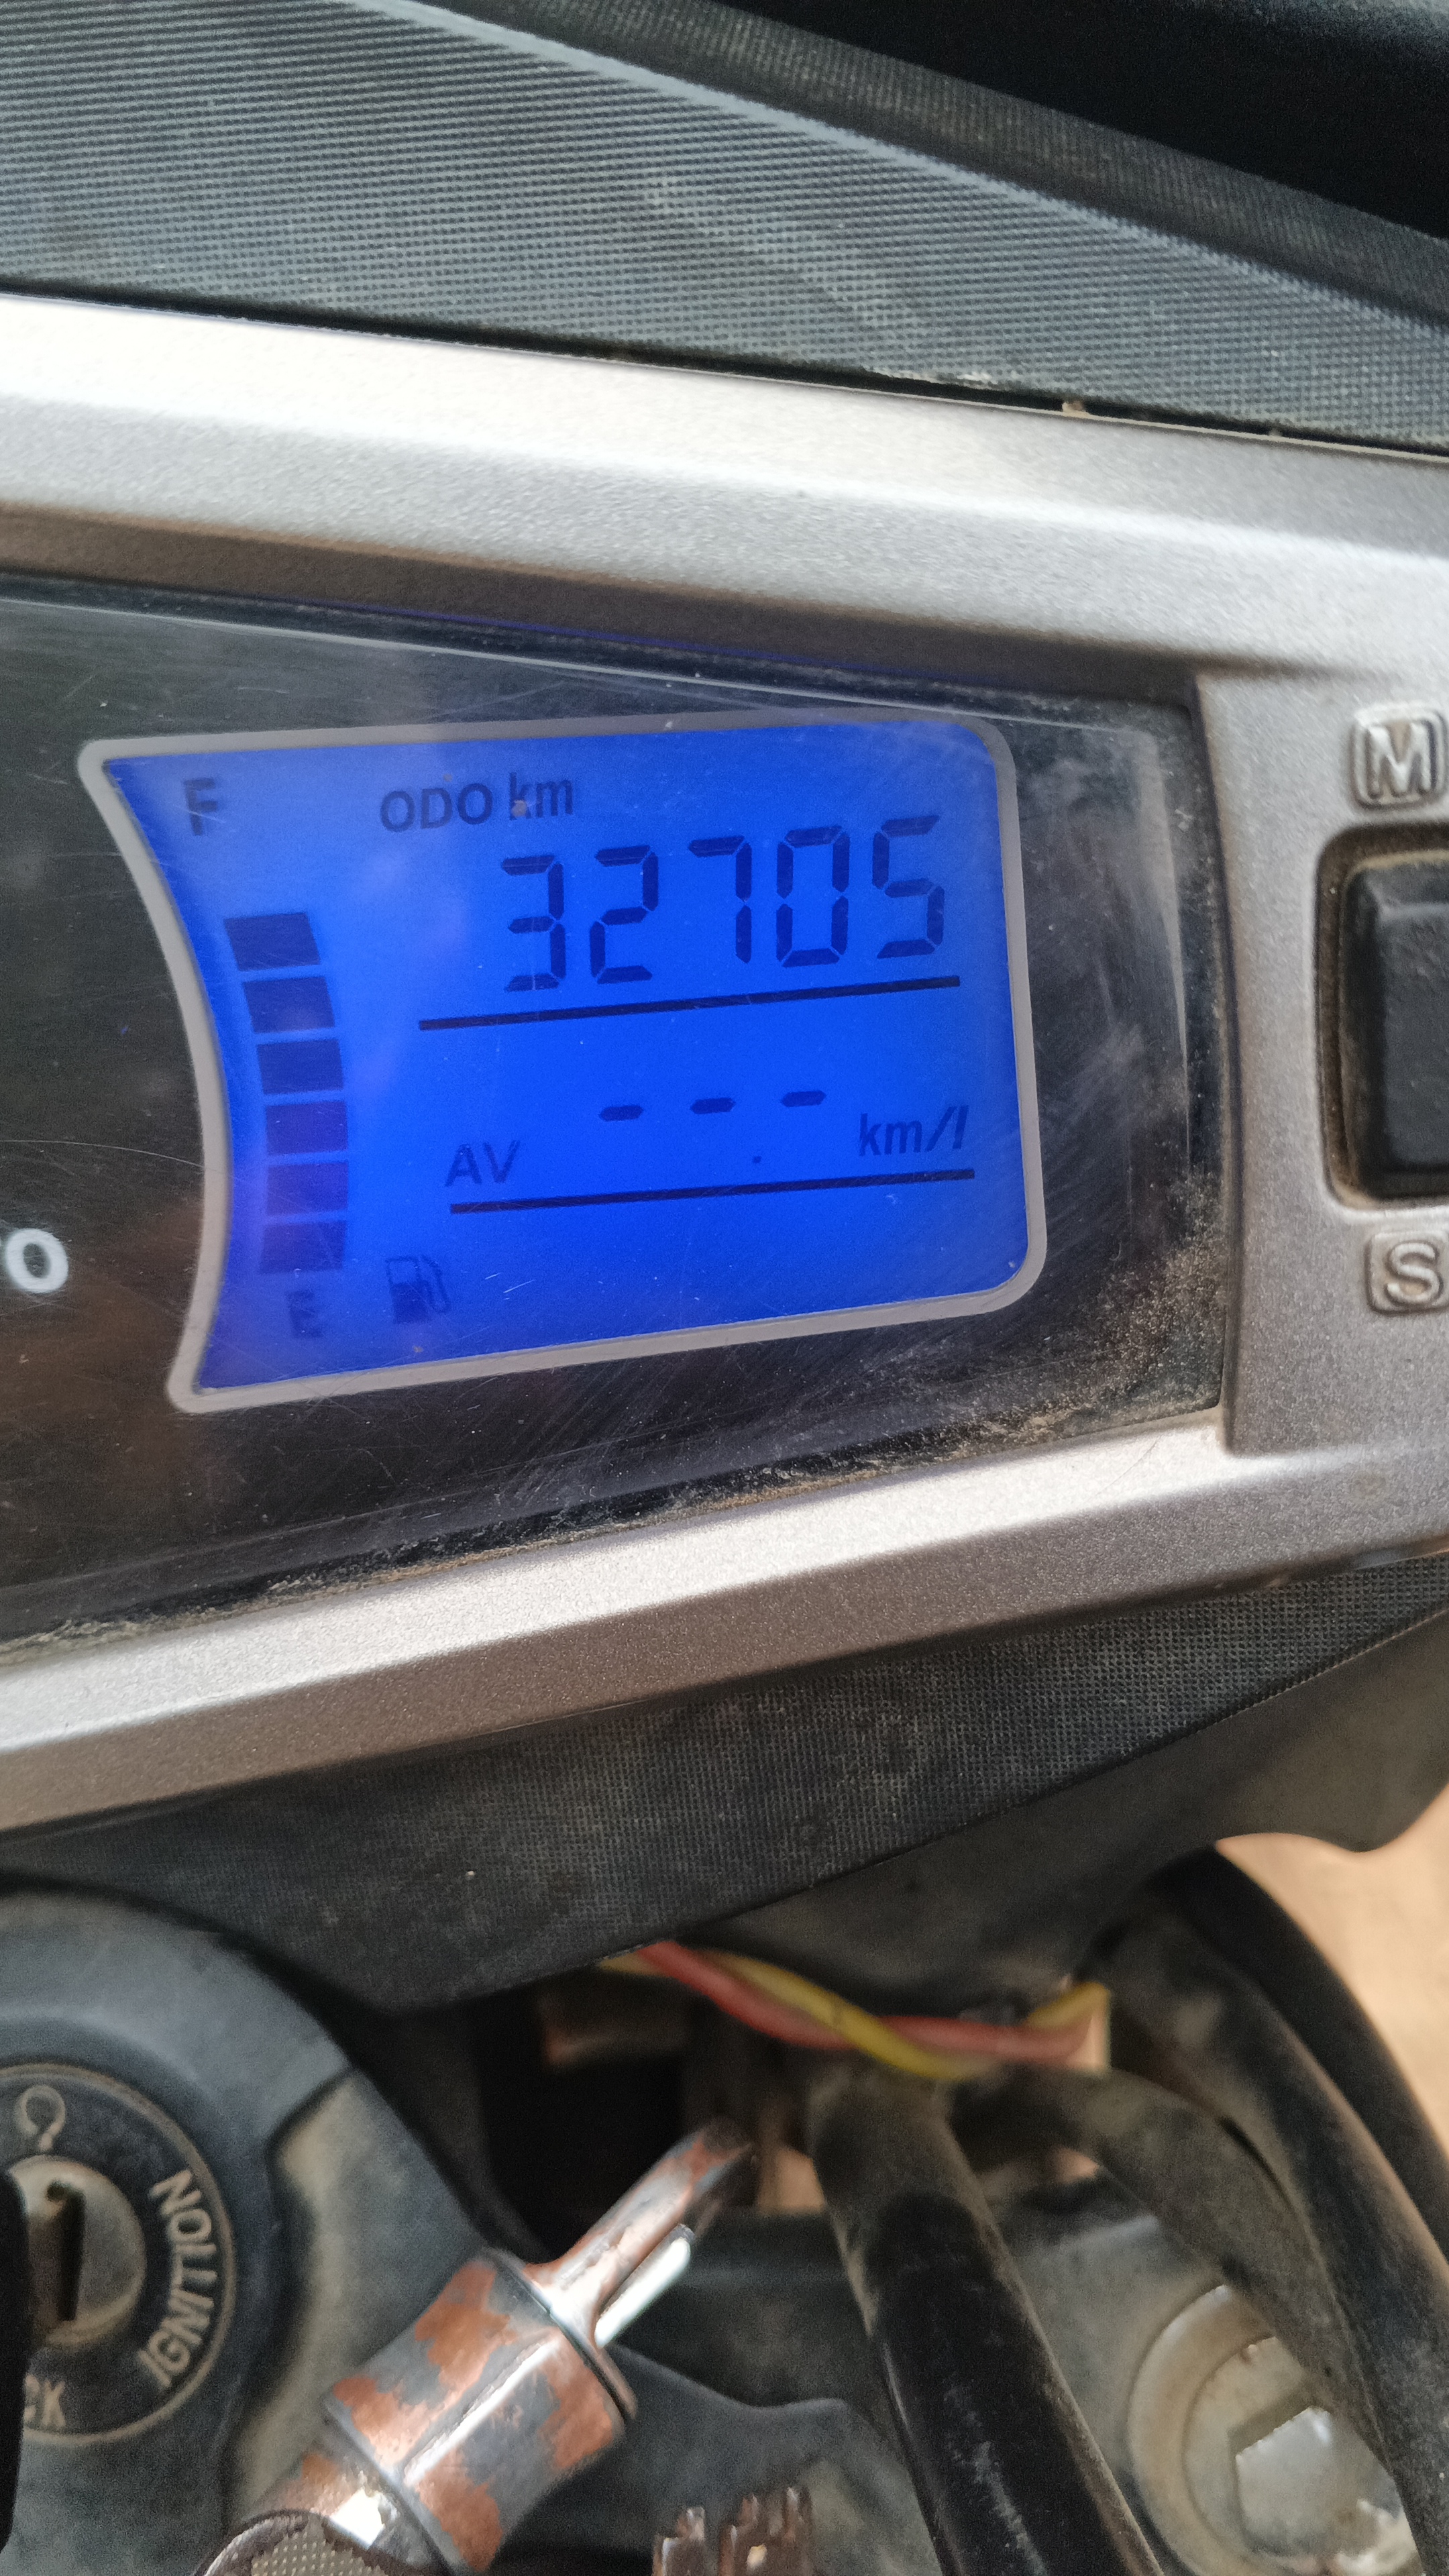 F
ODO km
32705
AV ---. km/l
E
M
S
IGNITION